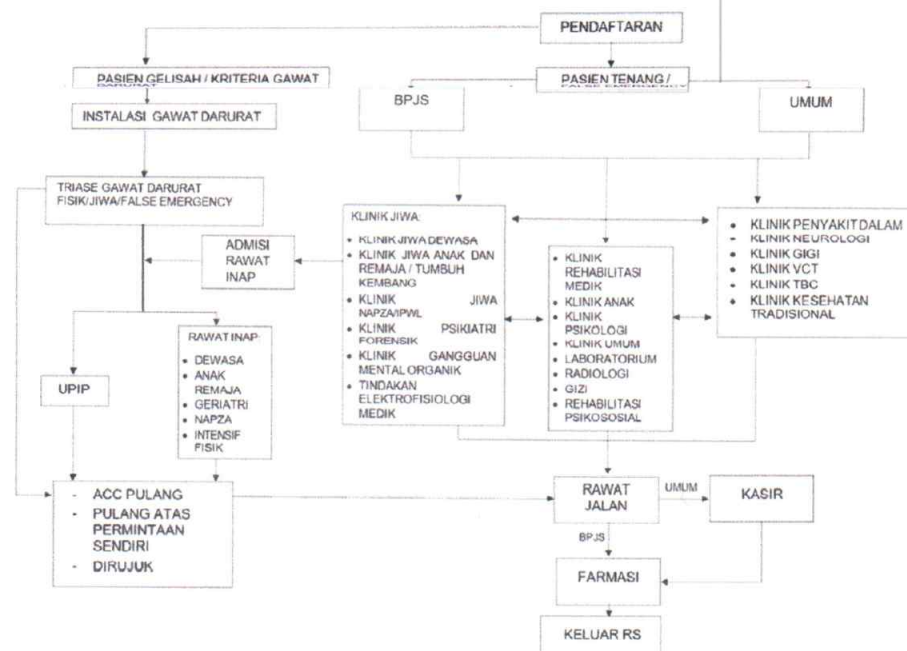 PENDAFTARAN
PASIEN GELISAH / KRITERIA GAWAT
DARURAT
PASIEN TENANG /
FALSE EMERGENCY
INSTALASI GAWAT DARURAT
BPJS
UMUM
TRIASE GAWAT DARURAT
FISIK/JIWA/FALSE EMERGENCY
ADMISI
RAWAT
INAP
KLINIK JIWA:
• KLINIK JIWA DEWASA
• KLINIK JIWA ANAK DAN
REMAJA / TUMBUH
KEMBANG
• KLINIK JIWA
NAPZA/IPWL
• KLINIK PSIKIATRI
FORENSIK
• KLINIK GANGGUAN
MENTAL ORGANIK
• TINDAKAN
ELEKTROFISIOLOGI
MEDIK
• KLINIK
REHABILITASI
MEDIK
• KLINIK ANAK
• KLINIK
PSIKOLOGI
• KLINIK UMUM
• LABORATORIUM
• RADIOLOGI
• GIZI
• REHABILITASI
PSIKOSOSIAL
• KLINIK PENYAKIT DALAM
• KLINIK NEUROLOGI
• KLINIK GIGI
• KLINIK VCT
• KLINIK TBC
• KLINIK KESEHATAN
TRADISIONAL
UPIP
RAWAT INAP:
• DEWASA
• ANAK
REMAJA
• GERIATRI
• NAPZA
• INTENSIF
FISIK
- ACC PULANG
- PULANG ATAS
PERMINTAAN
SENDIRI
- DIRUJUK
RAWAT
JALAN
UMUM
KASIR
BPJS
FARMASI
KELUAR RS